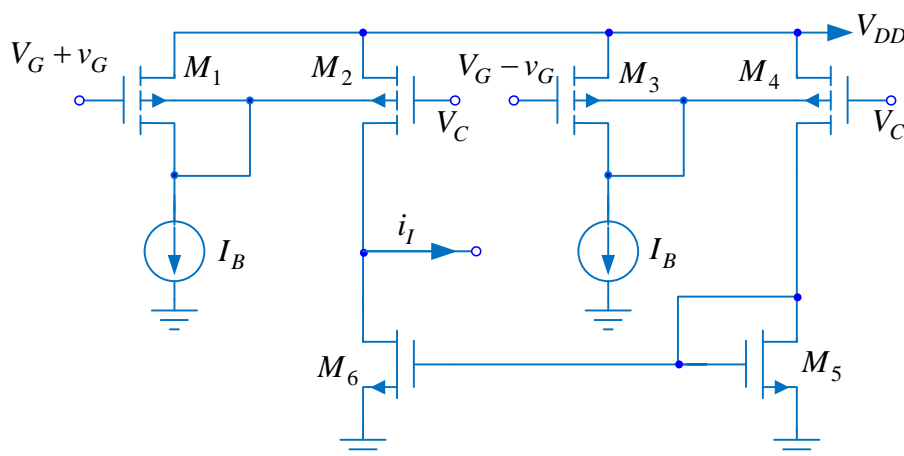 V_DD
V_G + v_G
M_1
M_2
V_G − v_G
M_3
M_4
V_C
V_C
i_I
I_B
I_B
M_6
M_5